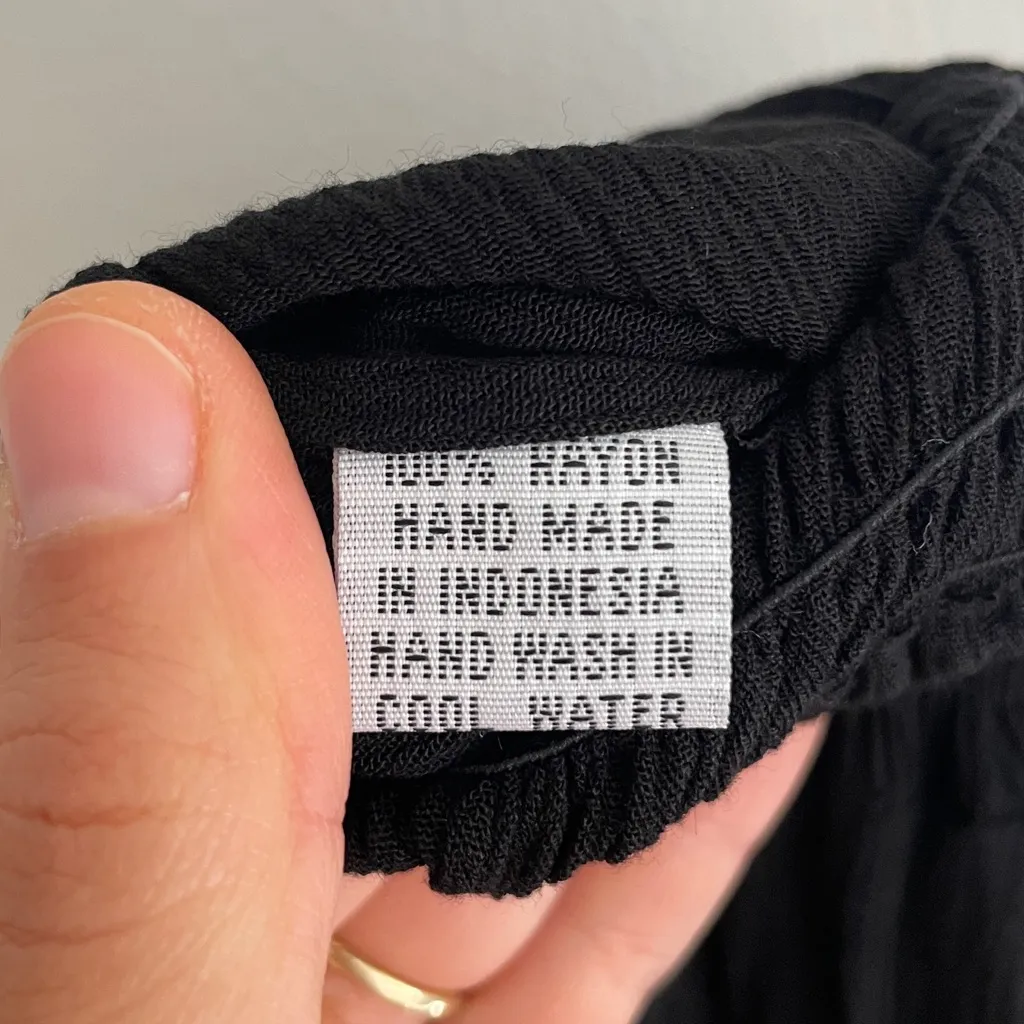 100% RAYON
HAND MADE
IN INDONESIA
HAND WASH IN
COOL WATER